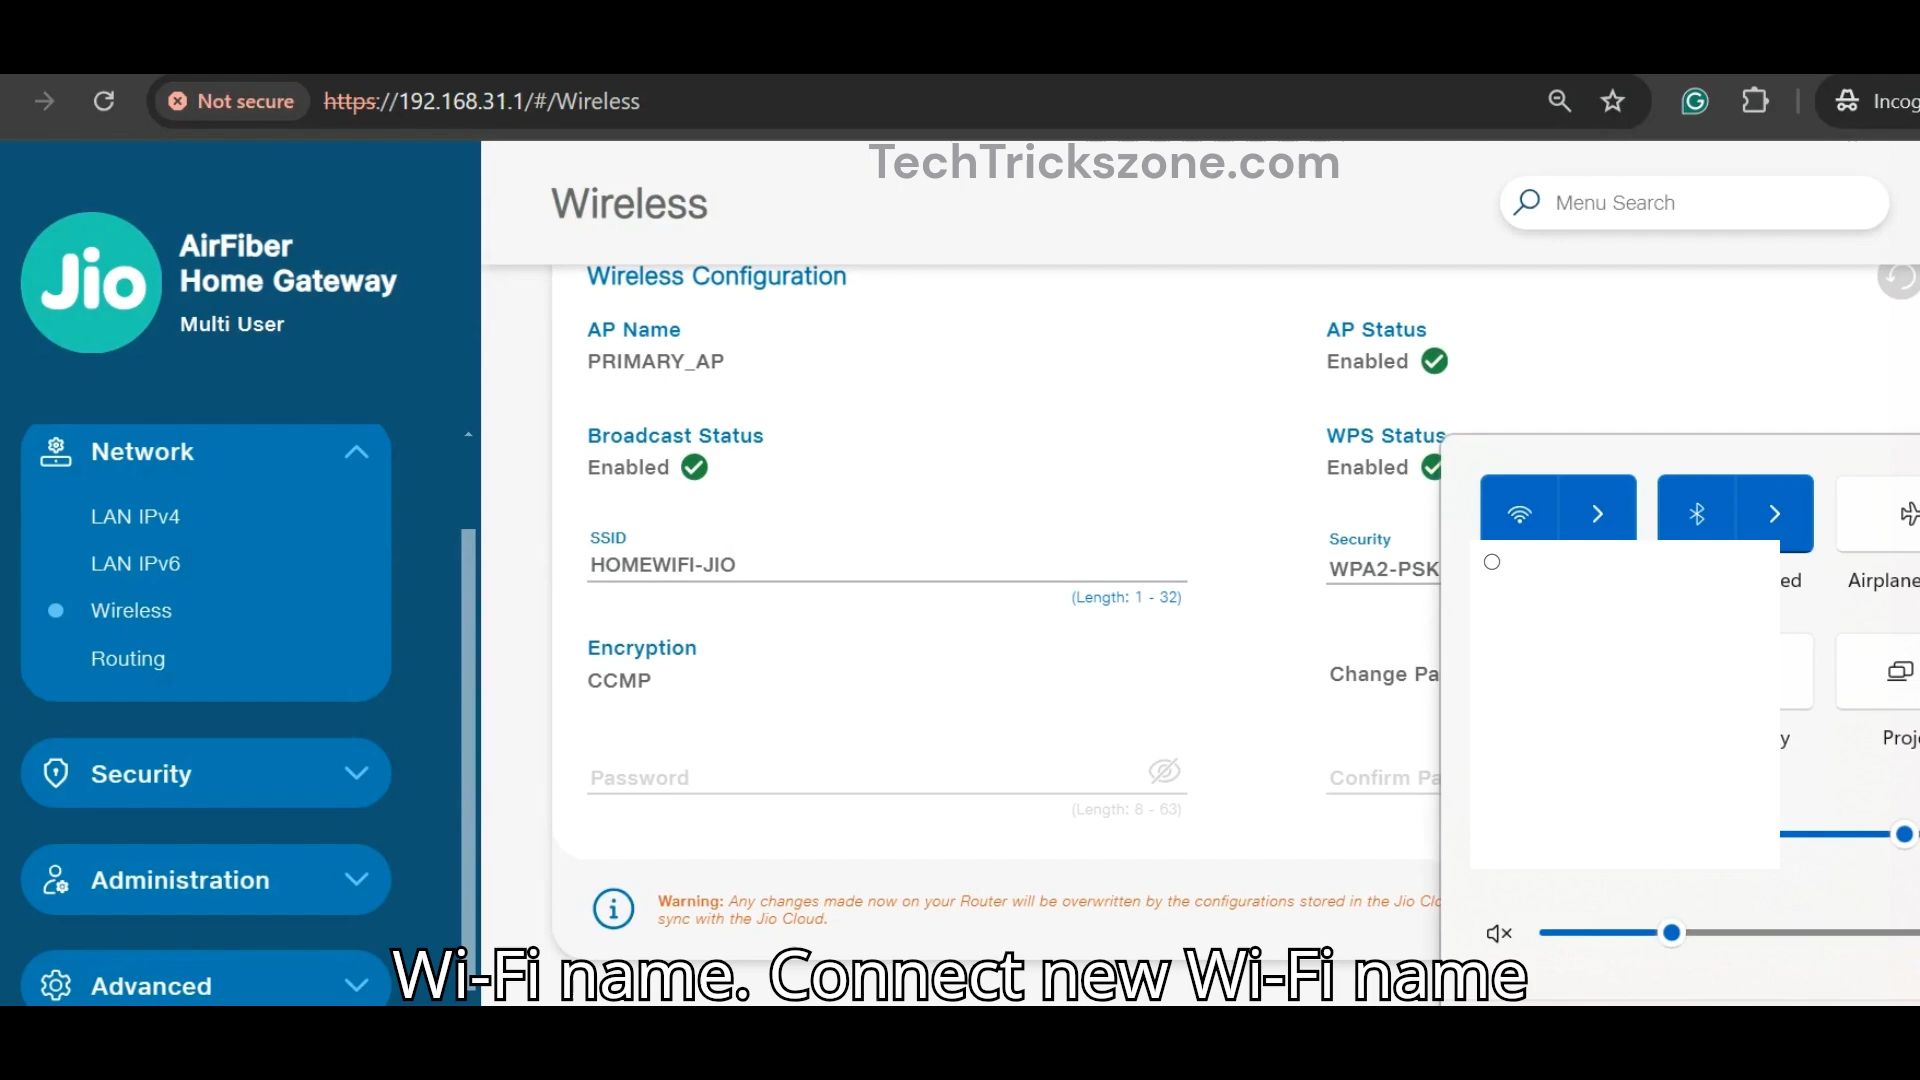 Not secure https://192.168.31.1/#/Wireless Incog
TechTrickszone.com
Wireless
Menu Search
Jio
AirFiber
Home Gateway
Multi User
Network
LAN IPv4
LAN IPv6
Wireless
Routing
Security
Administration
Advanced
Wireless Configuration
AP Name
PRIMARY_AP
AP Status
Enabled
Broadcast Status
Enabled
WPS Status
Enabled
SSID
HOMEWIFI-JIO
(Length: 1 - 32)
Security
WPA2-PSK
Encryption
CCMP
Change Pa
Password
(Length: 8 - 63)
Confirm Pa
Warning: Any changes made now on your Router will be overwritten by the configurations stored in the Jio Clo
sync with the Jio Cloud.
ed
Airplane
y
Proj
Wi-Fi name. Connect new Wi-Fi name